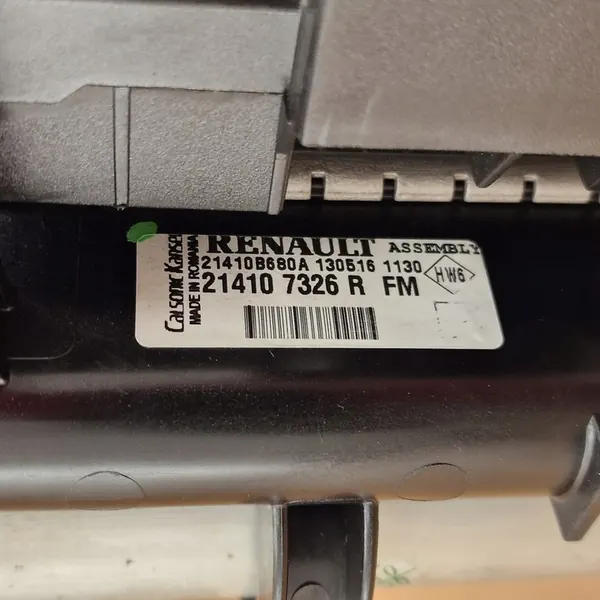 Calsonic Kansei
MADE IN ROMANIA
RENAULT ASSEMBLY
21410B680A 130516 1130
21410 7326 R FM
HW6